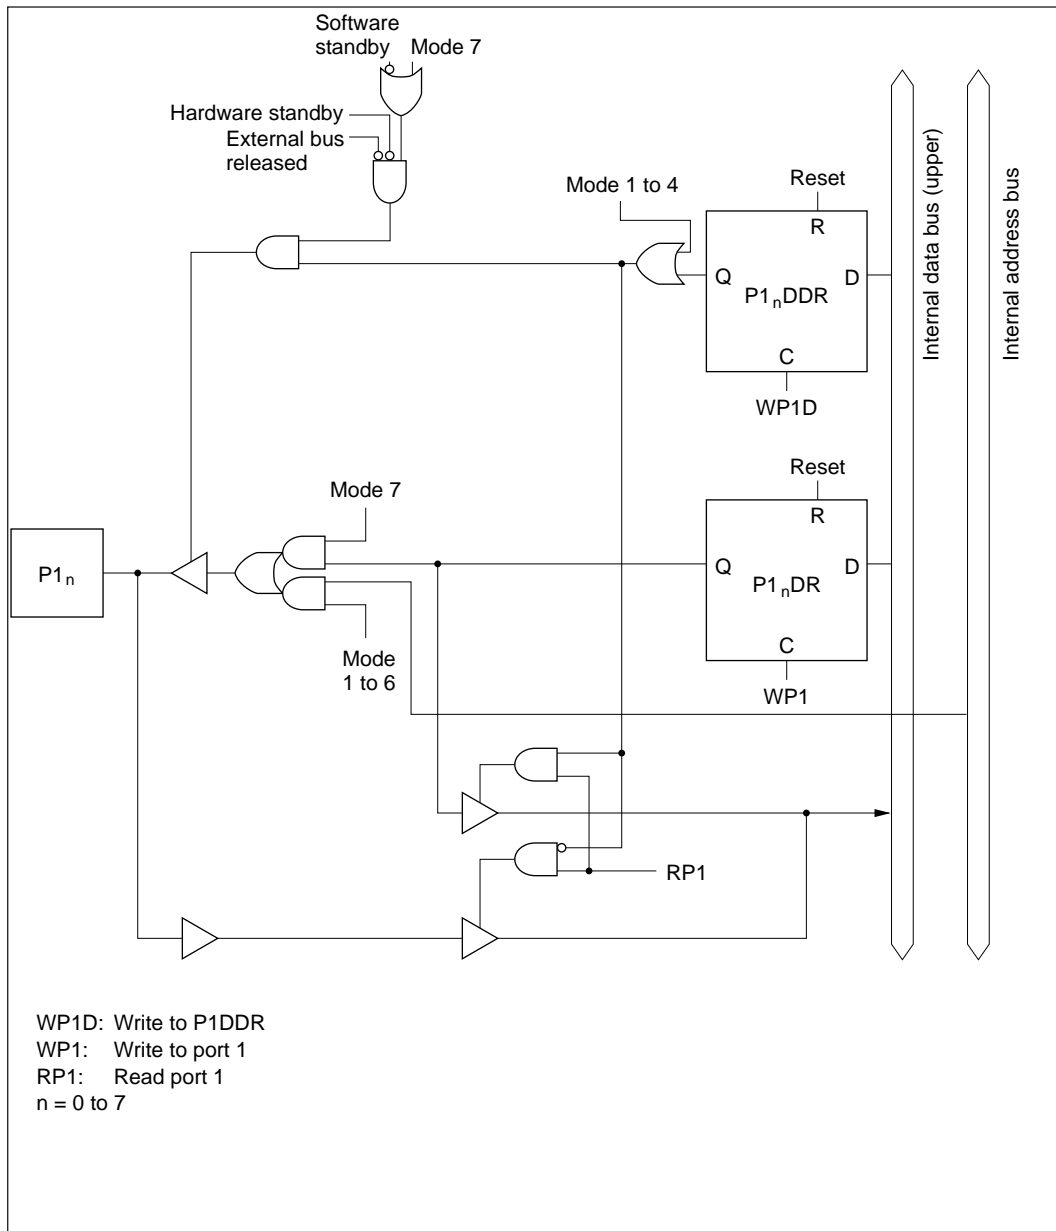 Software
standby
Mode 7
Hardware standby
External bus
released
Mode 1 to 4
Reset
R
Q
P1nDDR
D
C
WP1D
Internal data bus (upper)
Internal address bus
Reset
R
Mode 7
Q
P1nDR
D
P1n
C
Mode
1 to 6
WP1
RP1
WP1D: Write to P1DDR
WP1: Write to port 1
RP1: Read port 1
n = 0 to 7